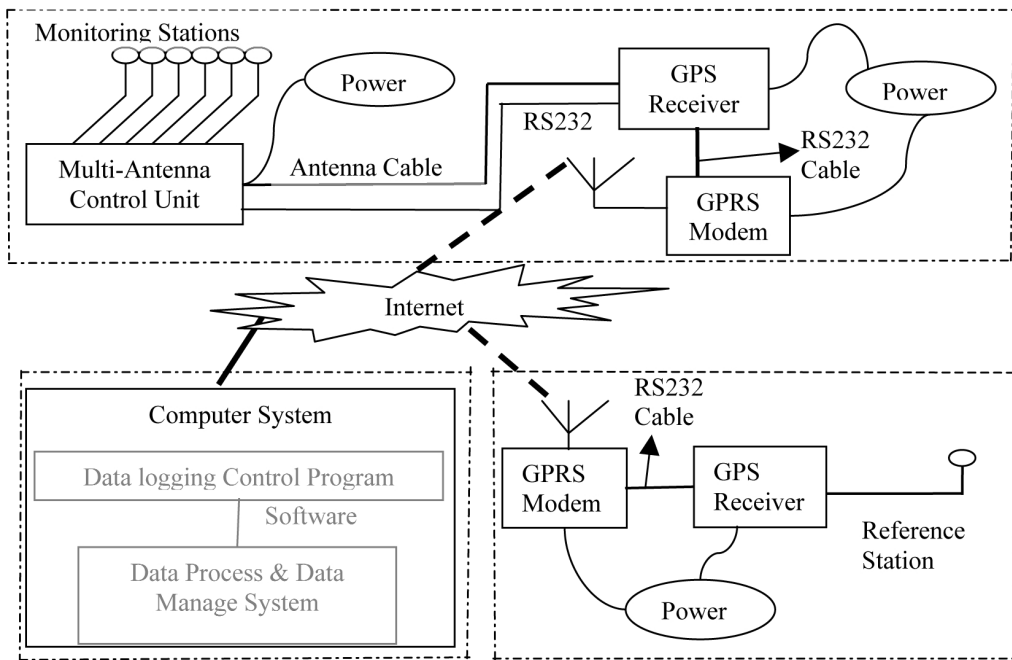 Monitoring Stations
Power
GPS
Receiver
Power
RS232
RS232
Cable
Multi-Antenna
Control Unit
Antenna Cable
GPRS
Modem
Internet
Computer System
Data logging Control Program
Software
Data Process & Data
Manage System
RS232
Cable
GPRS
Modem
GPS
Receiver
Reference
Station
Power